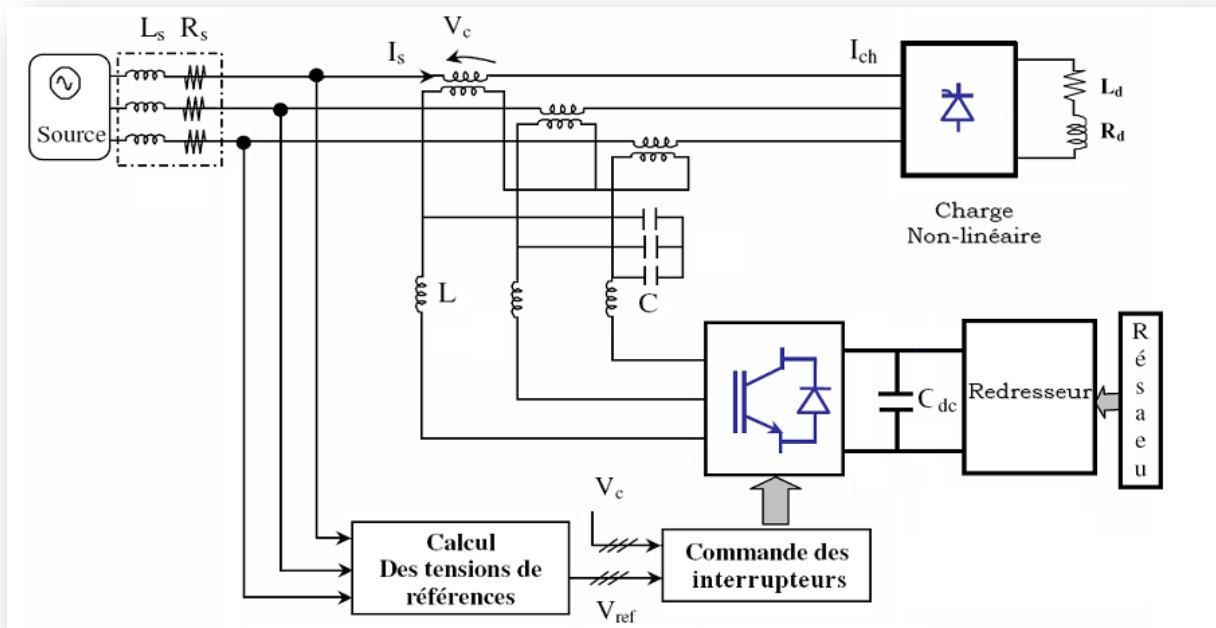 Ls Rs
Vc
Is
Ich
Source
Ld
Rd
Charge
Non-linéaire
L
C
Cdc
Redresseur
Réssaeu
Vc
Calcul
Des tensions de
références
Vref
Commande des
interrupteurs